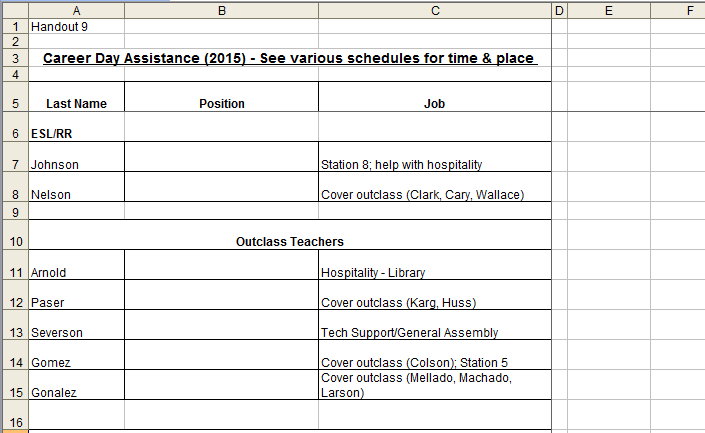 A B C D E F
1 Handout 9
2
3 Career Day Assistance (2015) - See various schedules for time & place
4
5 Last Name Position Job
6 ESL/RR
7 Johnson Station 8; help with hospitality
8 Nelson Cover outclass (Clark, Cary, Wallace)
9
10 Outclass Teachers
11 Arnold Hospitality - Library
12 Paser Cover outclass (Karg, Huss)
13 Severson Tech Support/General Assembly
14 Gomez Cover outclass (Colson); Station 5
Cover outclass (Mellado, Machado,
15 Gonalez Larson)
16